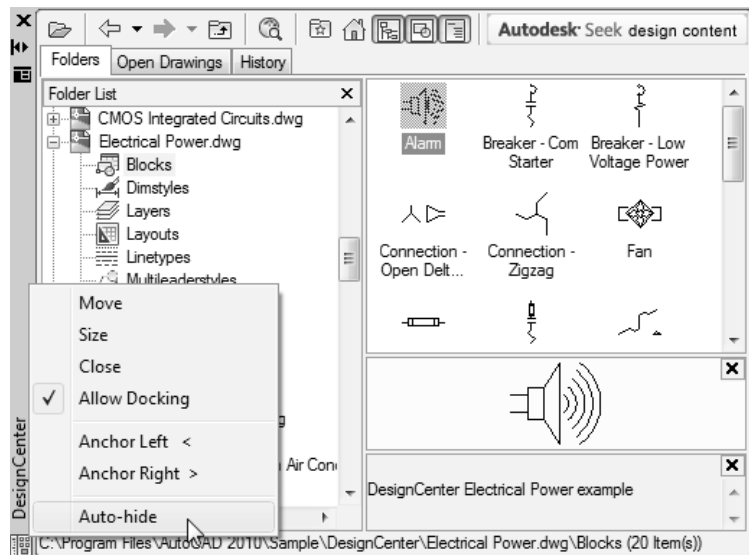 Autodesk® Seek design content
Folders Open Drawings History
Folder List
CMOS Integrated Circuits.dwg
Electrical Power.dwg
Blocks
Dimstyles
Layers
Layouts
Linetypes
Multileaderstyles
Move
Size
Close
Allow Docking
Anchor Left <
Anchor Right >
Auto-hide
Air Con
DesignCenter
Alarm
Breaker - Com
Starter
Breaker - Low
Voltage Power
Connection -
Open Delt...
Connection -
Zigzag
Fan
DesignCenter Electrical Power example
C:\Program Files\AutoCAD 2010\Sample\DesignCenter\Electrical Power.dwg\Blocks (20 Item(s))